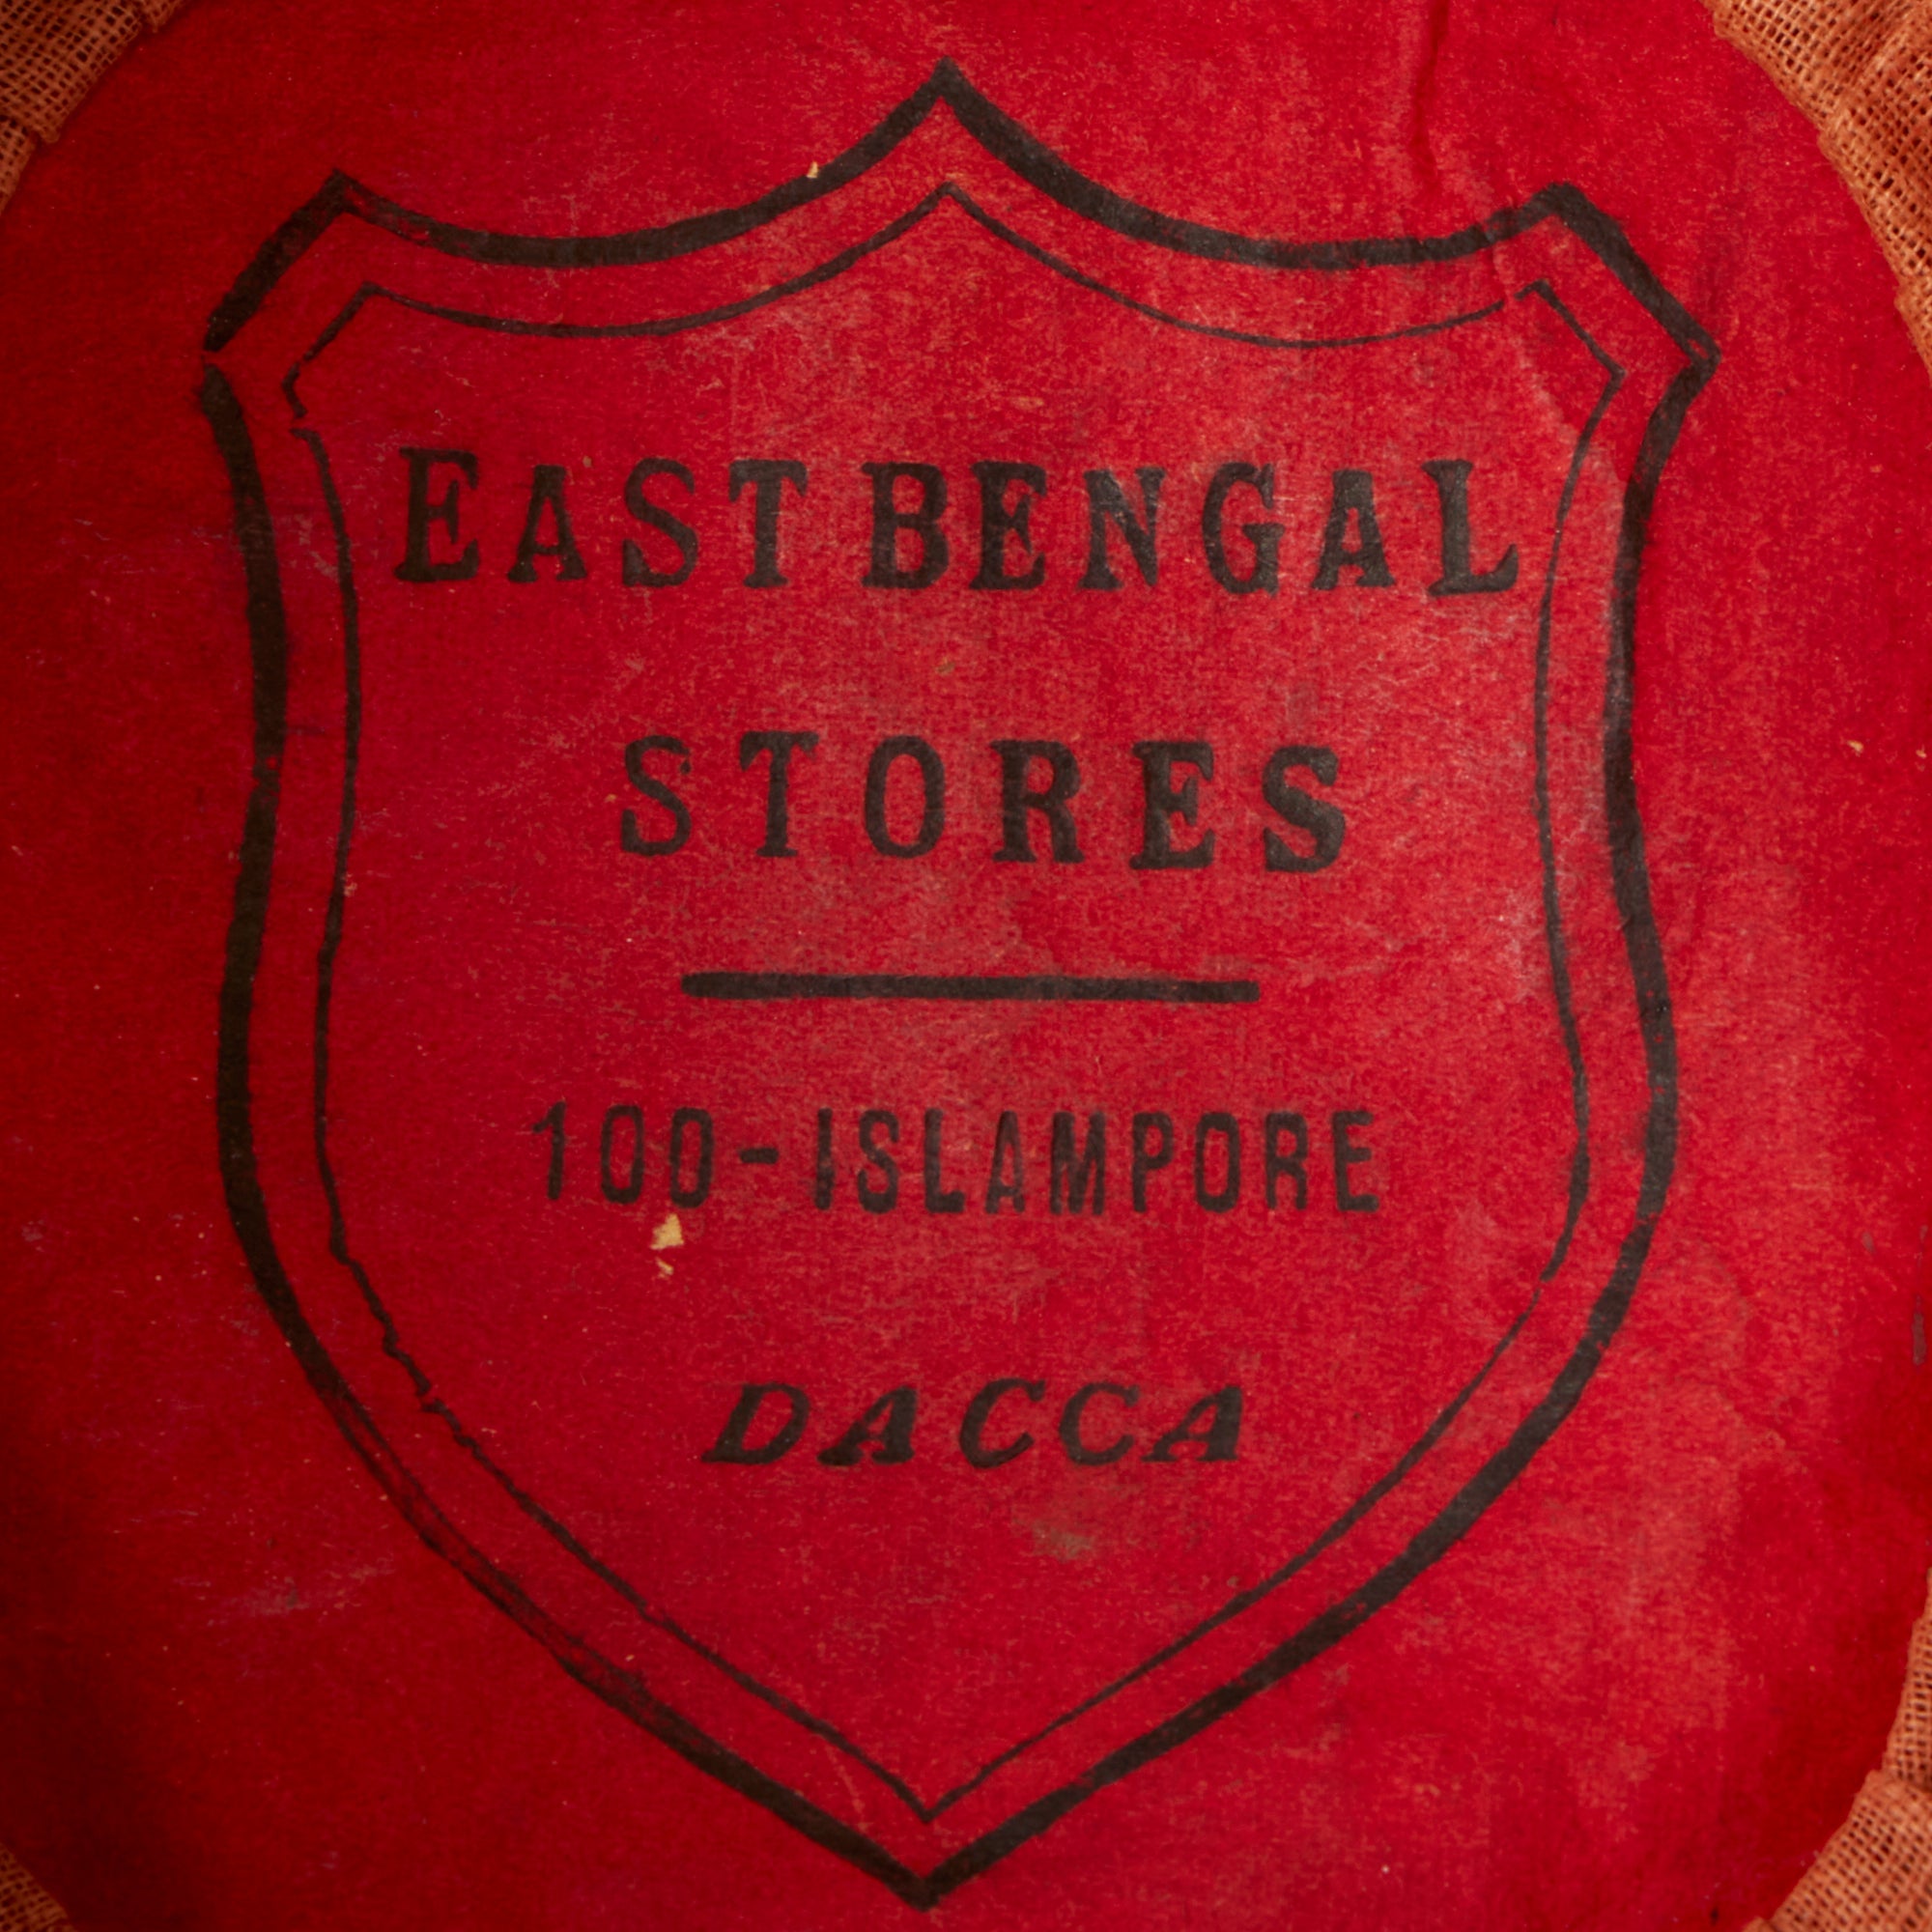 EAST BENGAL
STORES
100-ISLAMPORE
DACCA